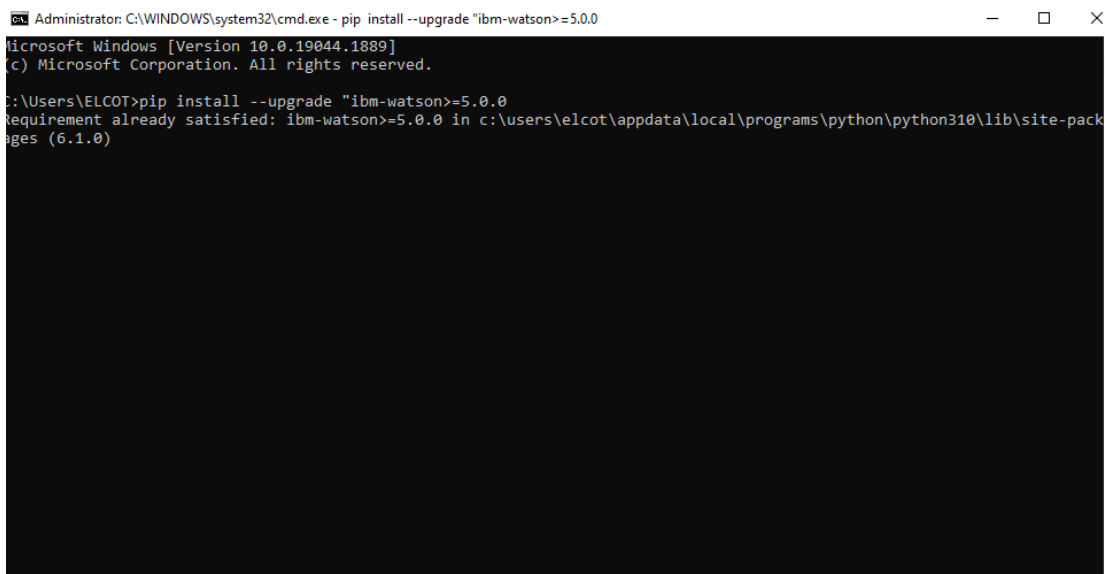 Administrator: C:\WINDOWS\system32\cmd.exe - pip  install --upgrade "ibm-watson>=5.0.0
Microsoft Windows [Version 10.0.19044.1889]
(c) Microsoft Corporation. All rights reserved.
C:\Users\ELCOT>pip install --upgrade "ibm-watson>=5.0.0
Requirement already satisfied: ibm-watson>=5.0.0 in c:\users\elcot\appdata\local\programs\python\python310\lib\site-pack
ages (6.1.0)